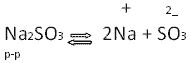 + 2_
Na2SO3 ⇌ 2Na + SO3
p-p